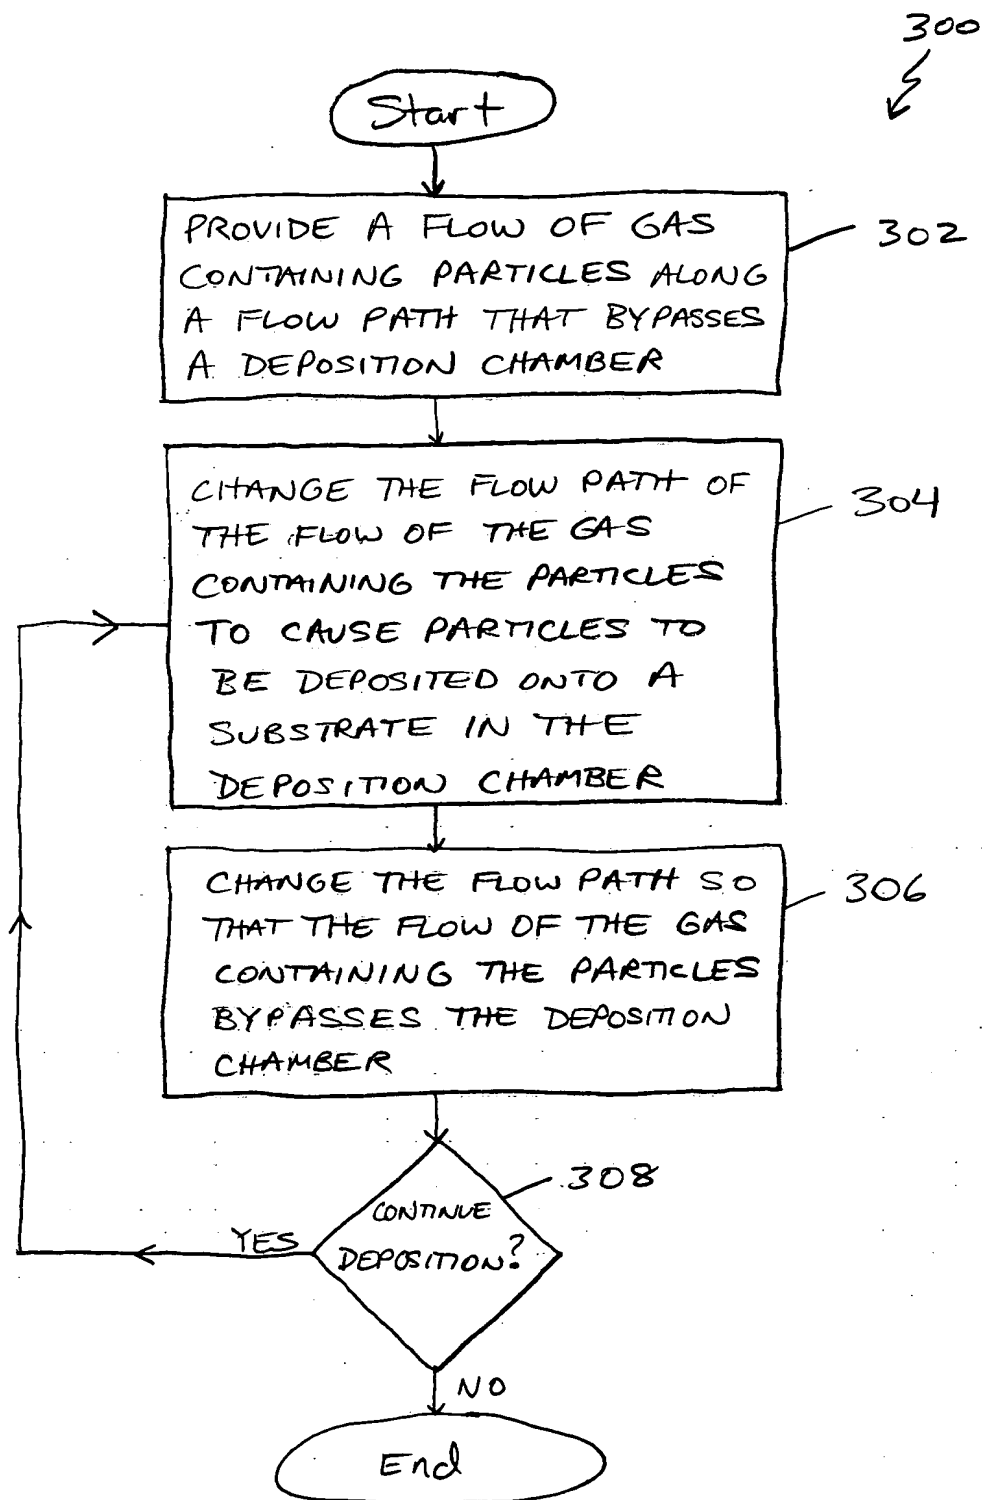 300
Start
PROVIDE A FLOW OF GAS
CONTAINING PARTICLES ALONG
A FLOW PATH THAT BYPASSES
A DEPOSITION CHAMBER
302
CHANGE THE FLOW PATH OF
THE FLOW OF THE GAS
CONTAINING THE PARTICLES
TO CAUSE PARTICLES TO
BE DEPOSITED ONTO A
SUBSTRATE IN THE
DEPOSITION CHAMBER
304
CHANGE THE FLOW PATH SO
THAT THE FLOW OF THE GAS
CONTAINING THE PARTICLES
BYPASSES THE DEPOSITION
CHAMBER
306
CONTINUE
DEPOSITION?
308
YES
NO
End